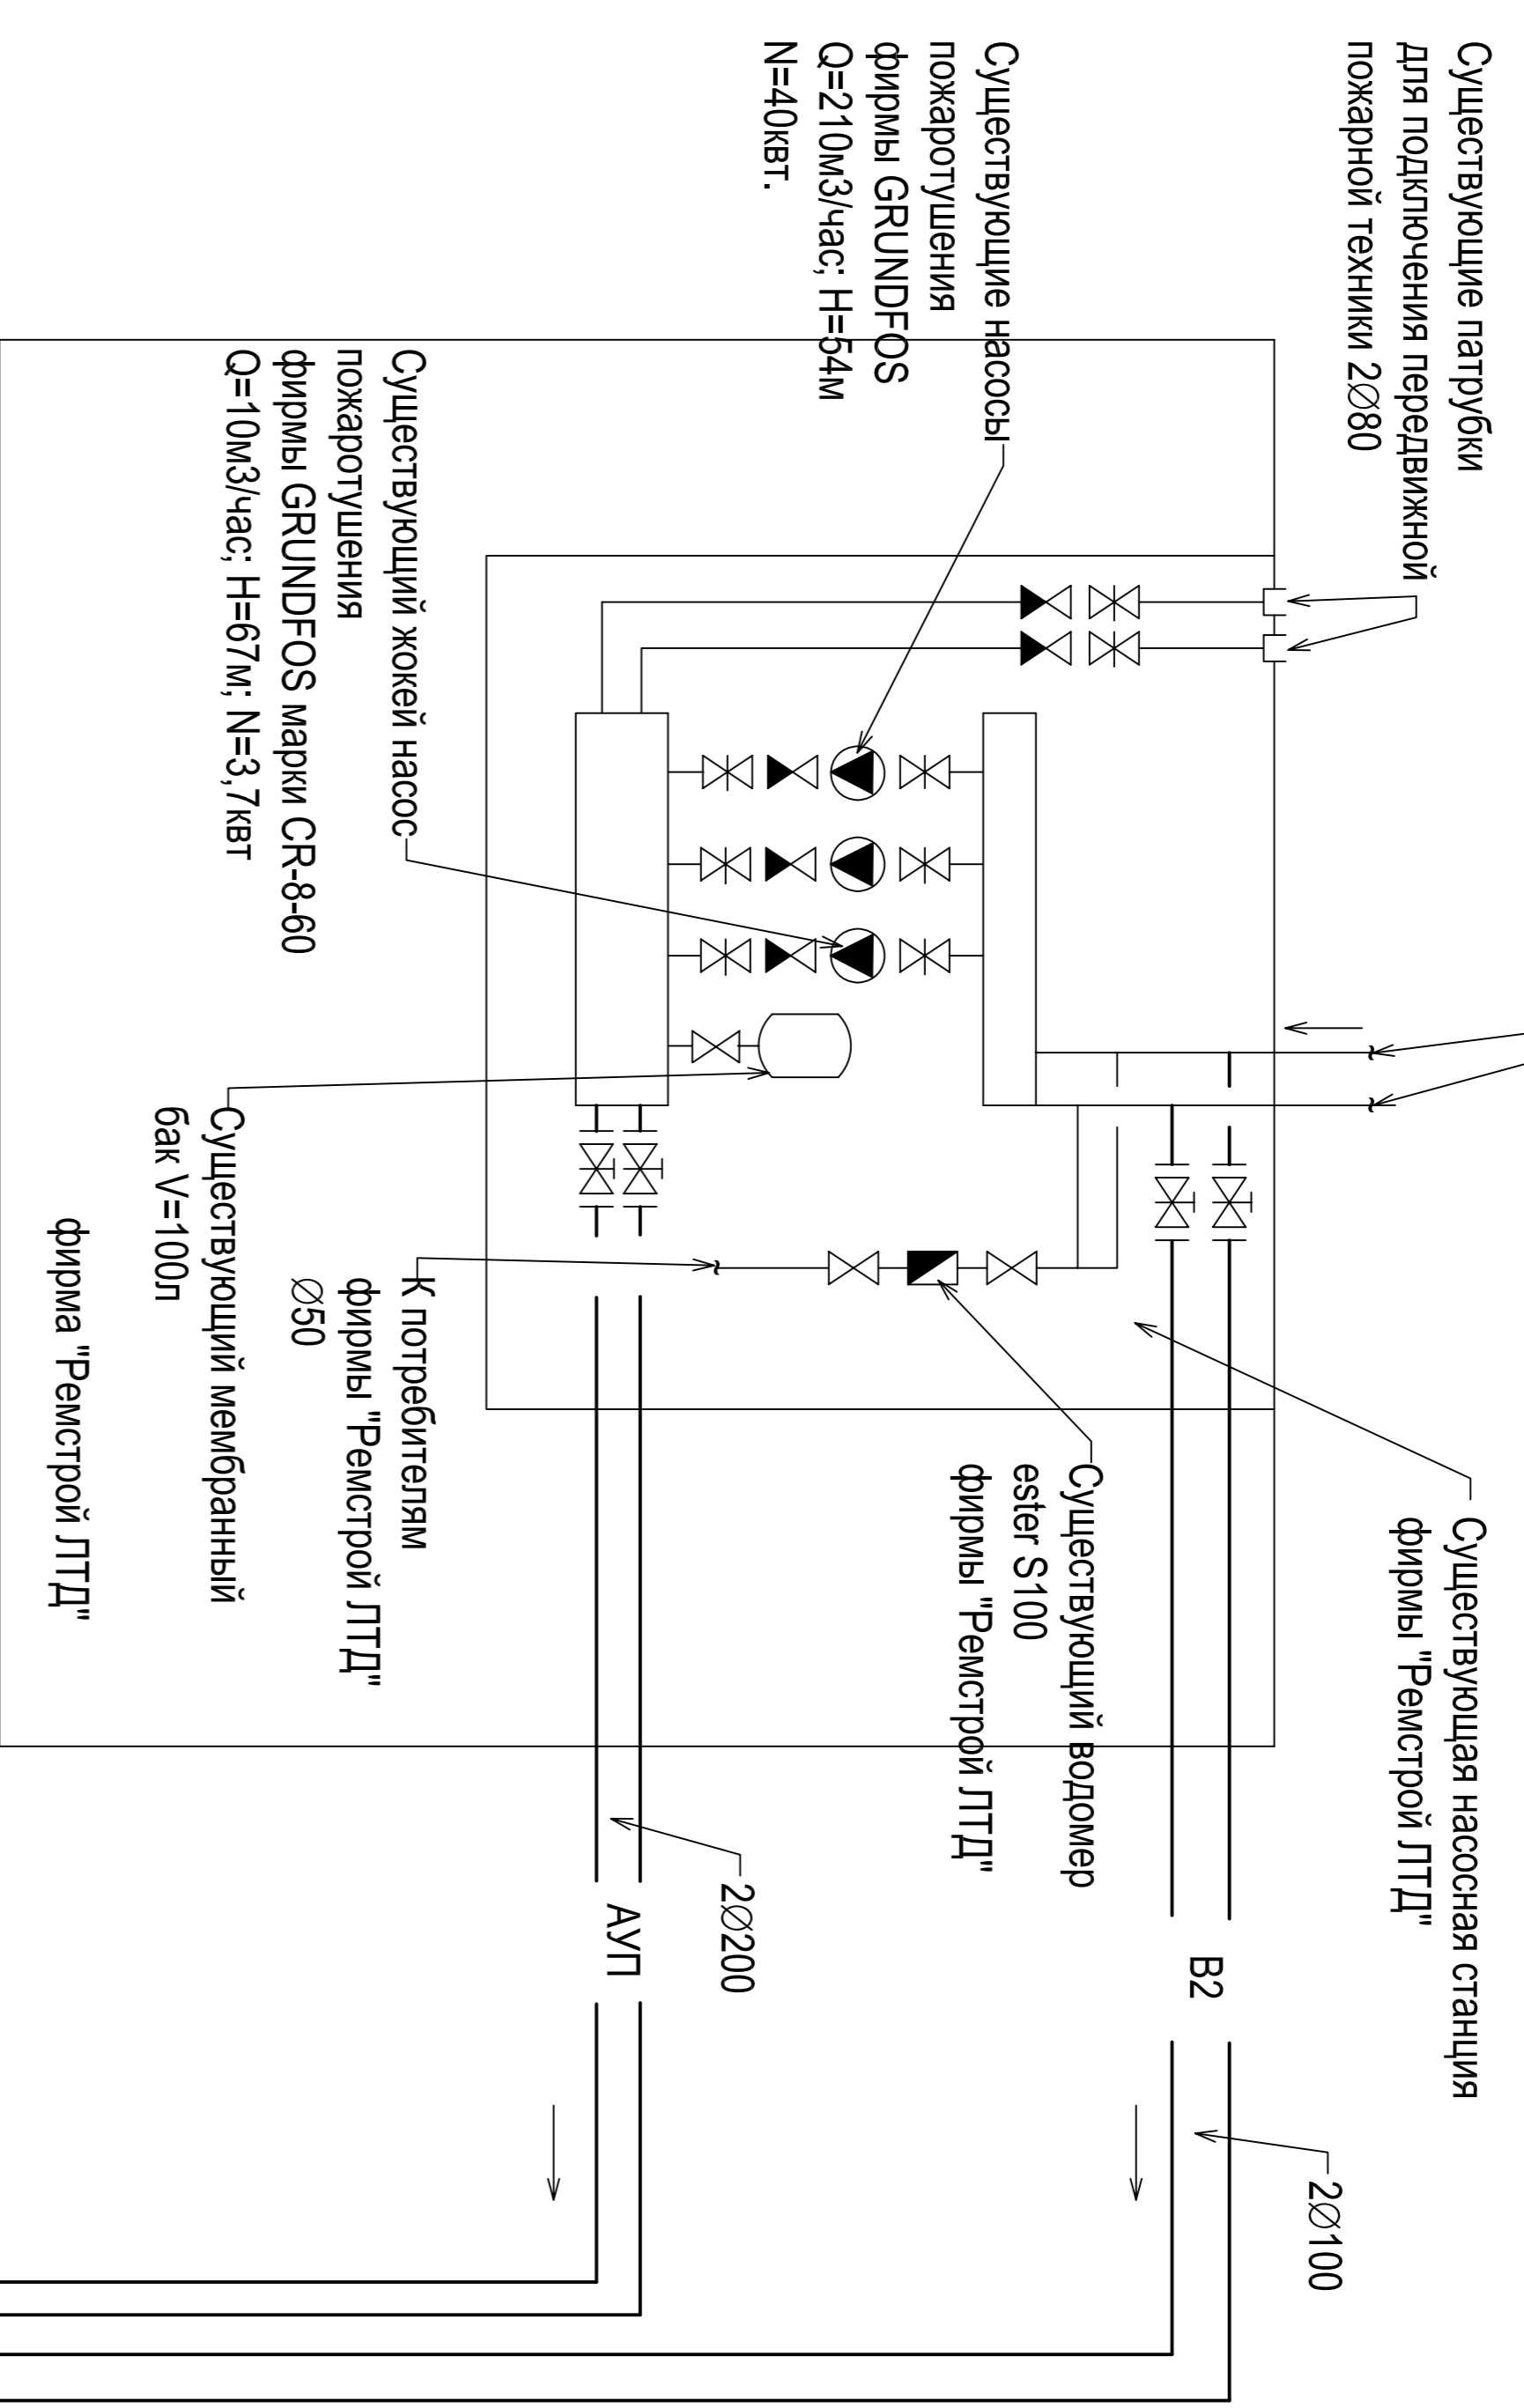 Существующие патрубки
для подключения передвижной
пожарной техники 2∅80
Существующие насосы
пожаротушения
фирмы GRUNDFOS
Q=210м3/час; H=54м
N=40квт.
Существующий жокей насос
пожаротушения
фирмы GRUNDFOS марки CR-8-60
Q=10м3/час; H=67м; N=3,7квт
Существующая насосная станция
фирмы "Ремстрой ЛТД"
Существующий водомер
ester S100
фирмы "Ремстрой ЛТД"
К потребителям
фирмы "Ремстрой ЛТД"
∅50
Существующий мембранный
бак V=100л
фирма "Ремстрой ЛТД"
2∅200
АУП
В2
2∅100